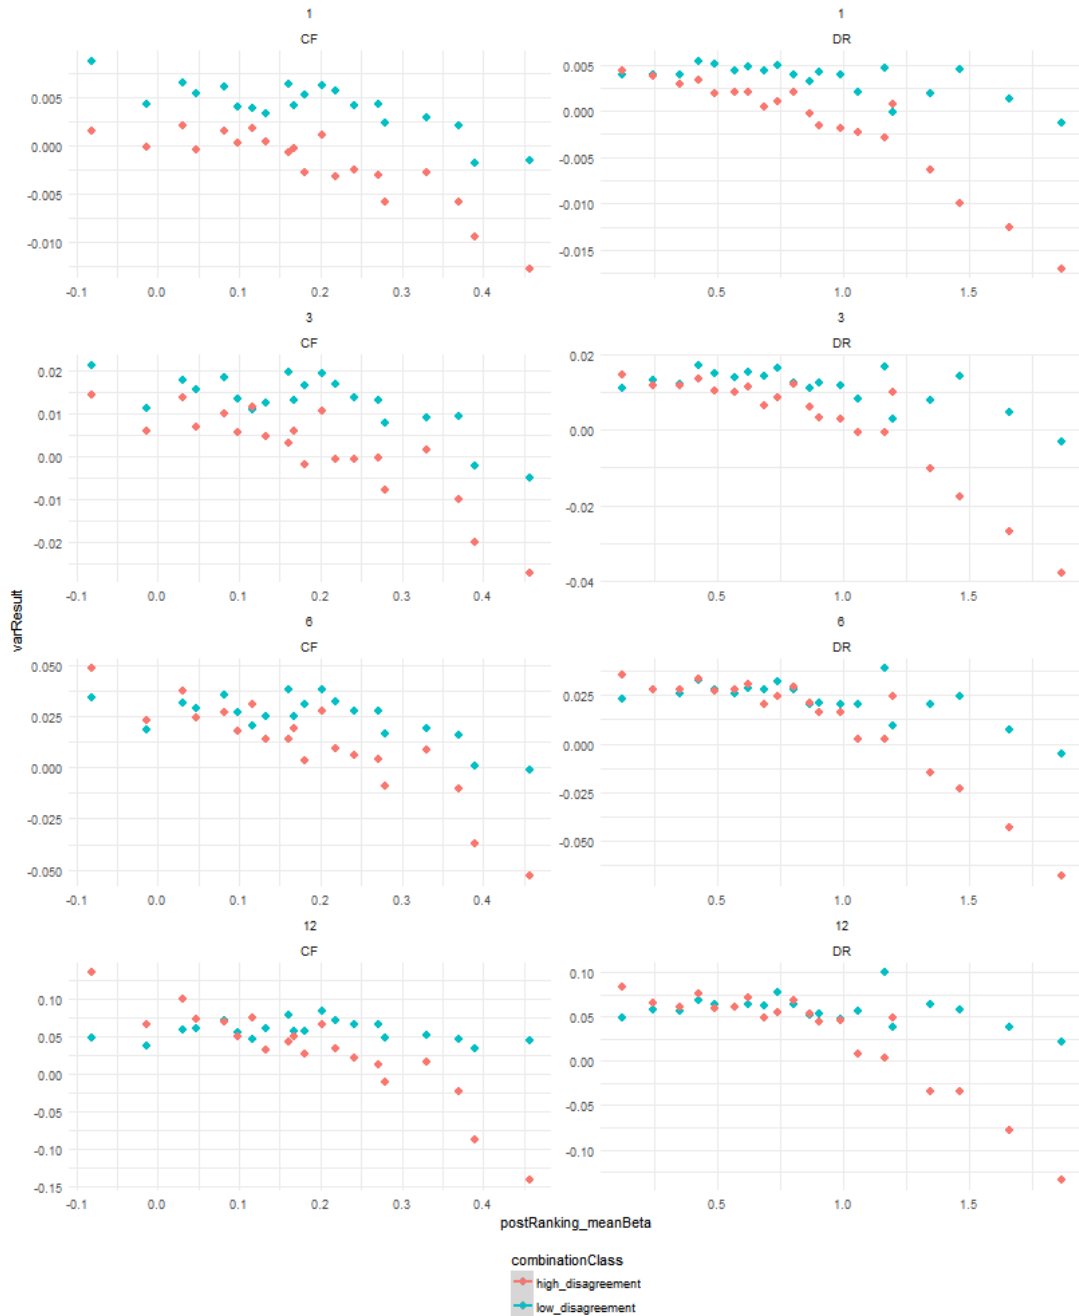 1
CF
0.005
0.000
-0.005
-0.010
-0.1 0.0 0.1 0.2 0.3 0.4
1
DR
0.005
0.000
-0.005
-0.010
-0.015
0.5 1.0 1.5
3
CF
0.02
0.01
0.00
-0.01
-0.02
-0.1 0.0 0.1 0.2 0.3 0.4
3
DR
0.02
0.00
-0.02
-0.04
0.5 1.0 1.5
varResult
6
CF
0.050
0.025
0.000
-0.025
-0.050
-0.1 0.0 0.1 0.2 0.3 0.4
6
DR
0.025
0.000
-0.025
-0.050
0.5 1.0 1.5
12
CF
0.10
0.05
0.00
-0.05
-0.10
-0.15
-0.1 0.0 0.1 0.2 0.3 0.4
12
DR
0.10
0.05
0.00
-0.05
-0.10
0.5 1.0 1.5
postRanking_meanBeta
combinationClass
high_disagreement
low_disagreement